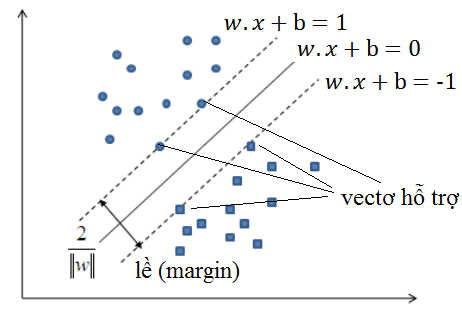 w.x + b = 1
w.x + b = 0
w.x + b = -1
vectơ hỗ trợ
2
‖w‖
lề (margin)